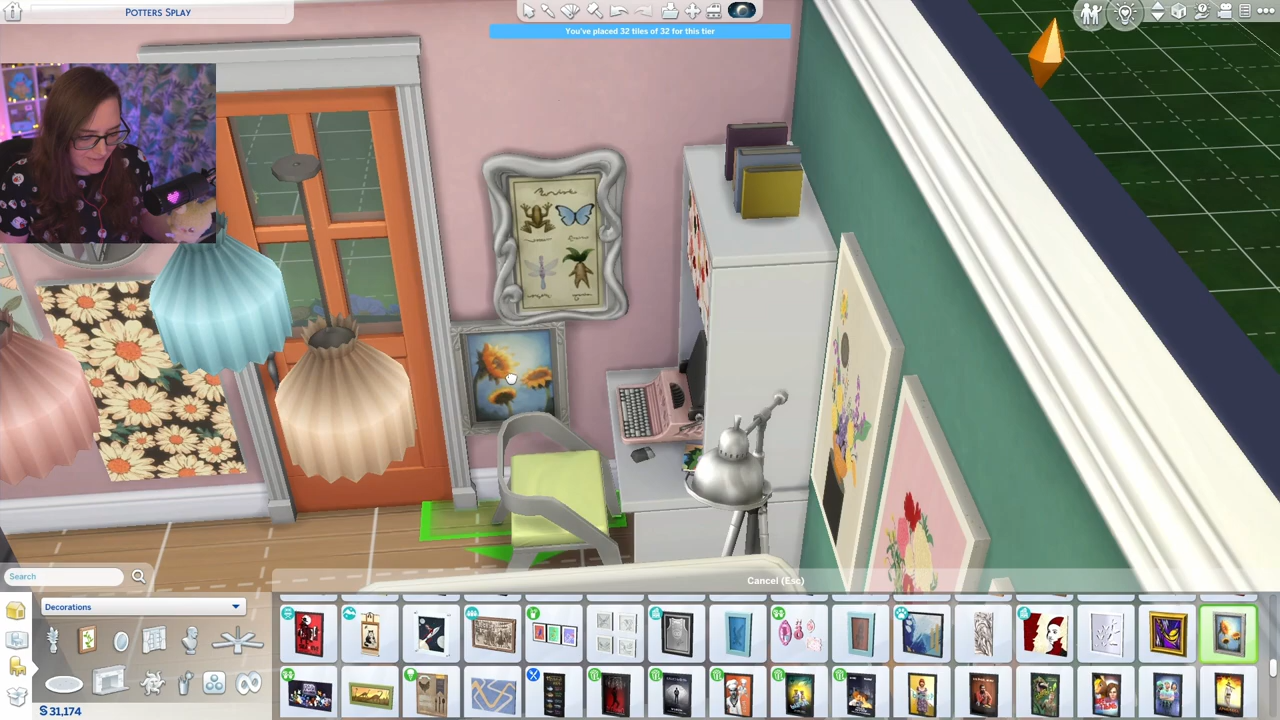 Potters Splay
You've placed 32 tiles of 32 for this tier
Cancel (Esc)
Search
Decorations
§31,174